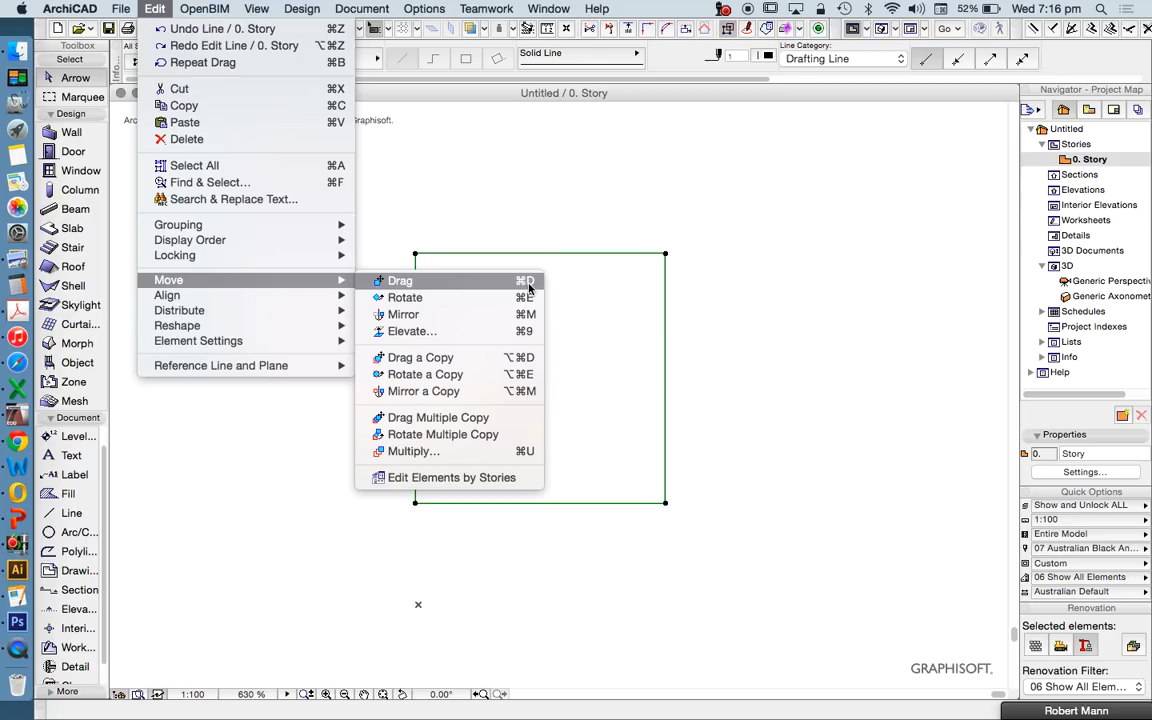 ArchiCAD File Edit OpenBIM View Design Document Options Teamwork Window Help 52% Wed 7:16 pm
Toolbox
Select
Arrow
Marquee
Design
Wall
Door
Window
Column
Beam
Slab
Stair
Roof
Shell
Skylight
Curtai...
Morph
Object
Zone
Mesh
Document
Level...
Text
Label
Fill
Line
Arc/C...
Polyli...
Drawi...
Section
Eleva...
Interi...
Work...
Detail
More
Undo Line / 0. Story ⌘Z
Redo Edit Line / 0. Story ⌥⌘Z
Repeat Drag ⌘B
Cut ⌘X
Copy ⌘C
Paste ⌘V
Delete
Select All ⌘A
Find & Select... ⌘F
Search & Replace Text...
Grouping
Display Order
Locking
Move
Align
Distribute
Reshape
Element Settings
Reference Line and Plane
Drag ⌘D
Rotate ⌘E
Mirror ⌘M
Elevate... ⌘9
Drag a Copy ⌥⌘D
Rotate a Copy ⌥⌘E
Mirror a Copy ⌥⌘M
Drag Multiple Copy
Rotate Multiple Copy
Multiply... ⌘U
Edit Elements by Stories
Solid Line
1
Line Category:
Drafting Line
Go
Untitled / 0. Story
Graphisoft.
GRAPHISOFT.
1:100 630 % 0.00°
Navigator - Project Map
Untitled
Stories
0. Story
Sections
Elevations
Interior Elevations
Worksheets
Details
3D Documents
3D
Generic Perspecti
Generic Axonomet
Schedules
Project Indexes
Lists
Info
Help
Properties
0. Story
Settings...
Quick Options
Show and Unlock ALL
1:100
Entire Model
07 Australian Black An...
Custom
06 Show All Elements
Australian Default
Renovation
Selected elements:
Renovation Filter:
06 Show All Elem...
Robert Mann